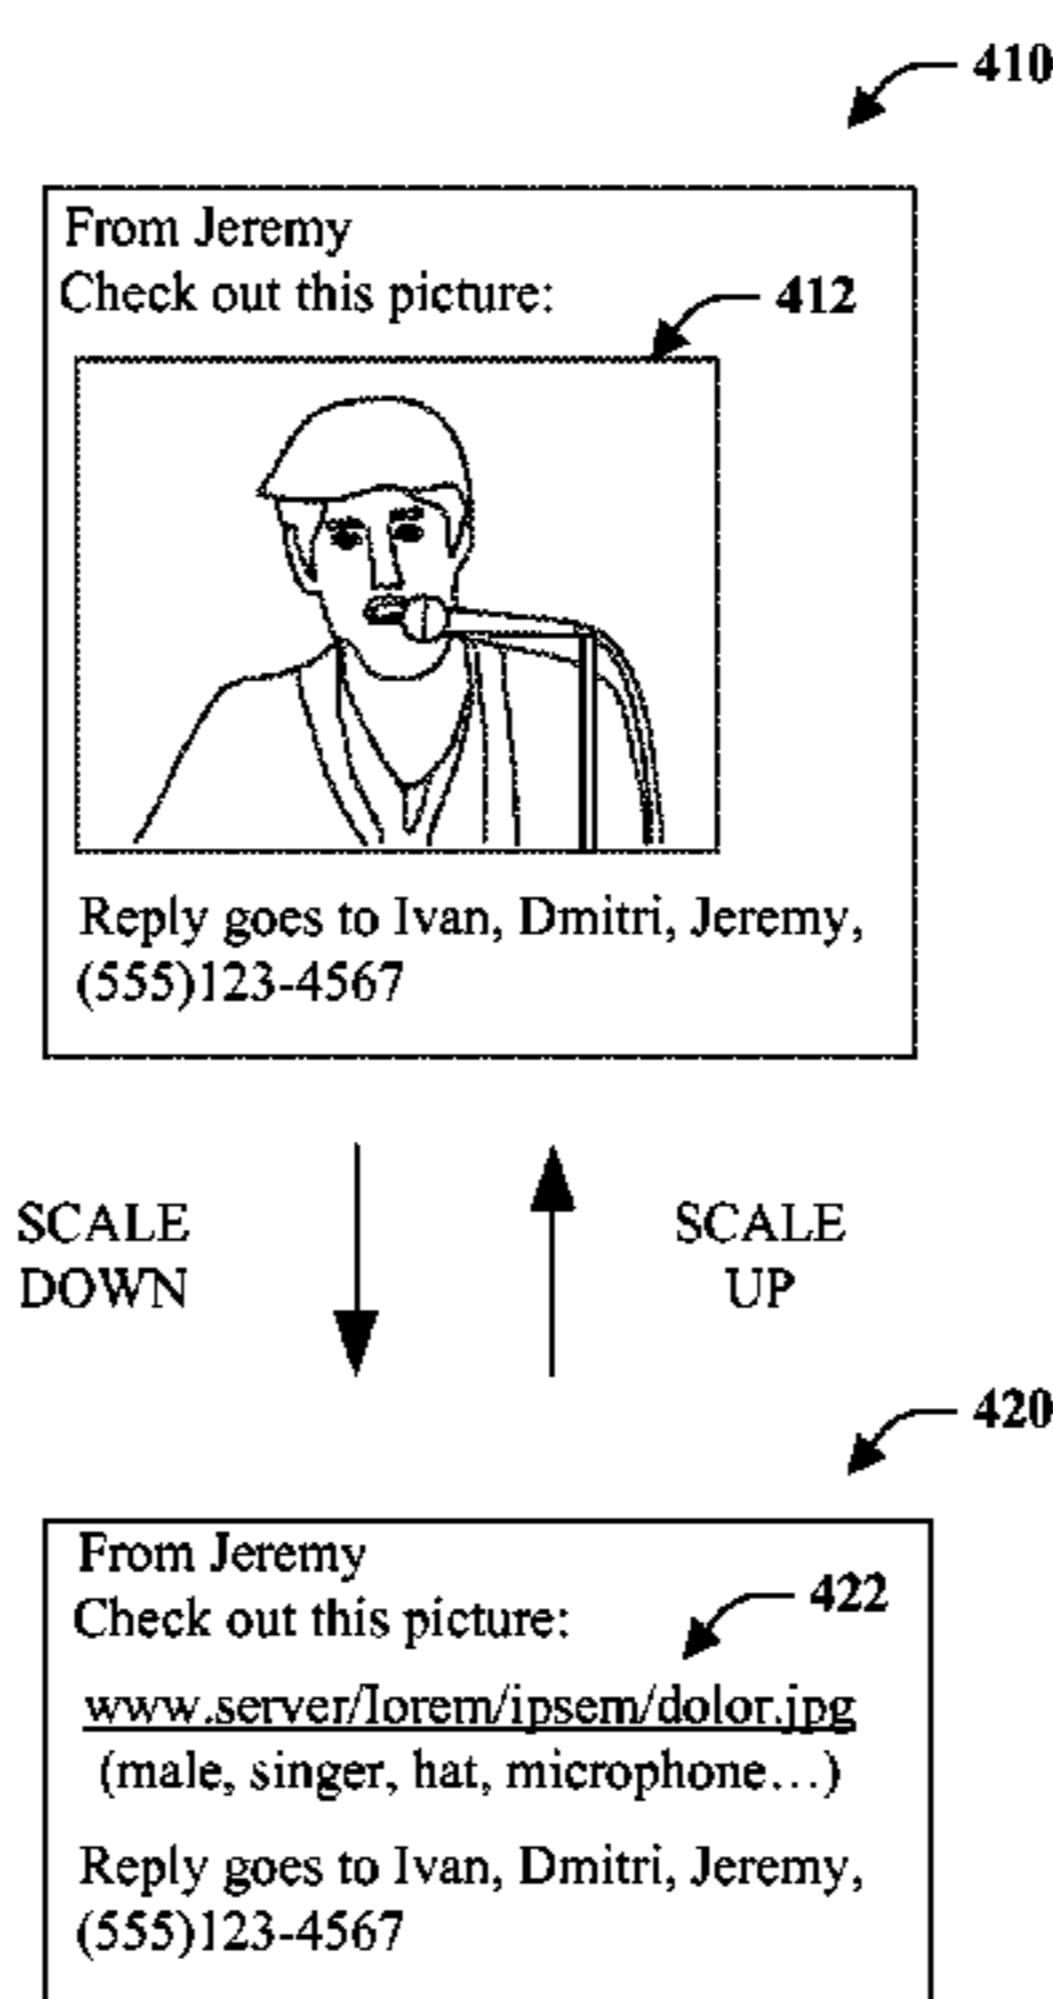 410
From Jeremy
Check out this picture:
412
Reply goes to Ivan, Dmitri, Jeremy,
(555)123-4567
SCALE
DOWN
SCALE
UP
420
From Jeremy
Check out this picture:
422
www.server/lorem/ipsem/dolor.jpg
(male, singer, hat, microphone…)
Reply goes to Ivan, Dmitri, Jeremy,
(555)123-4567